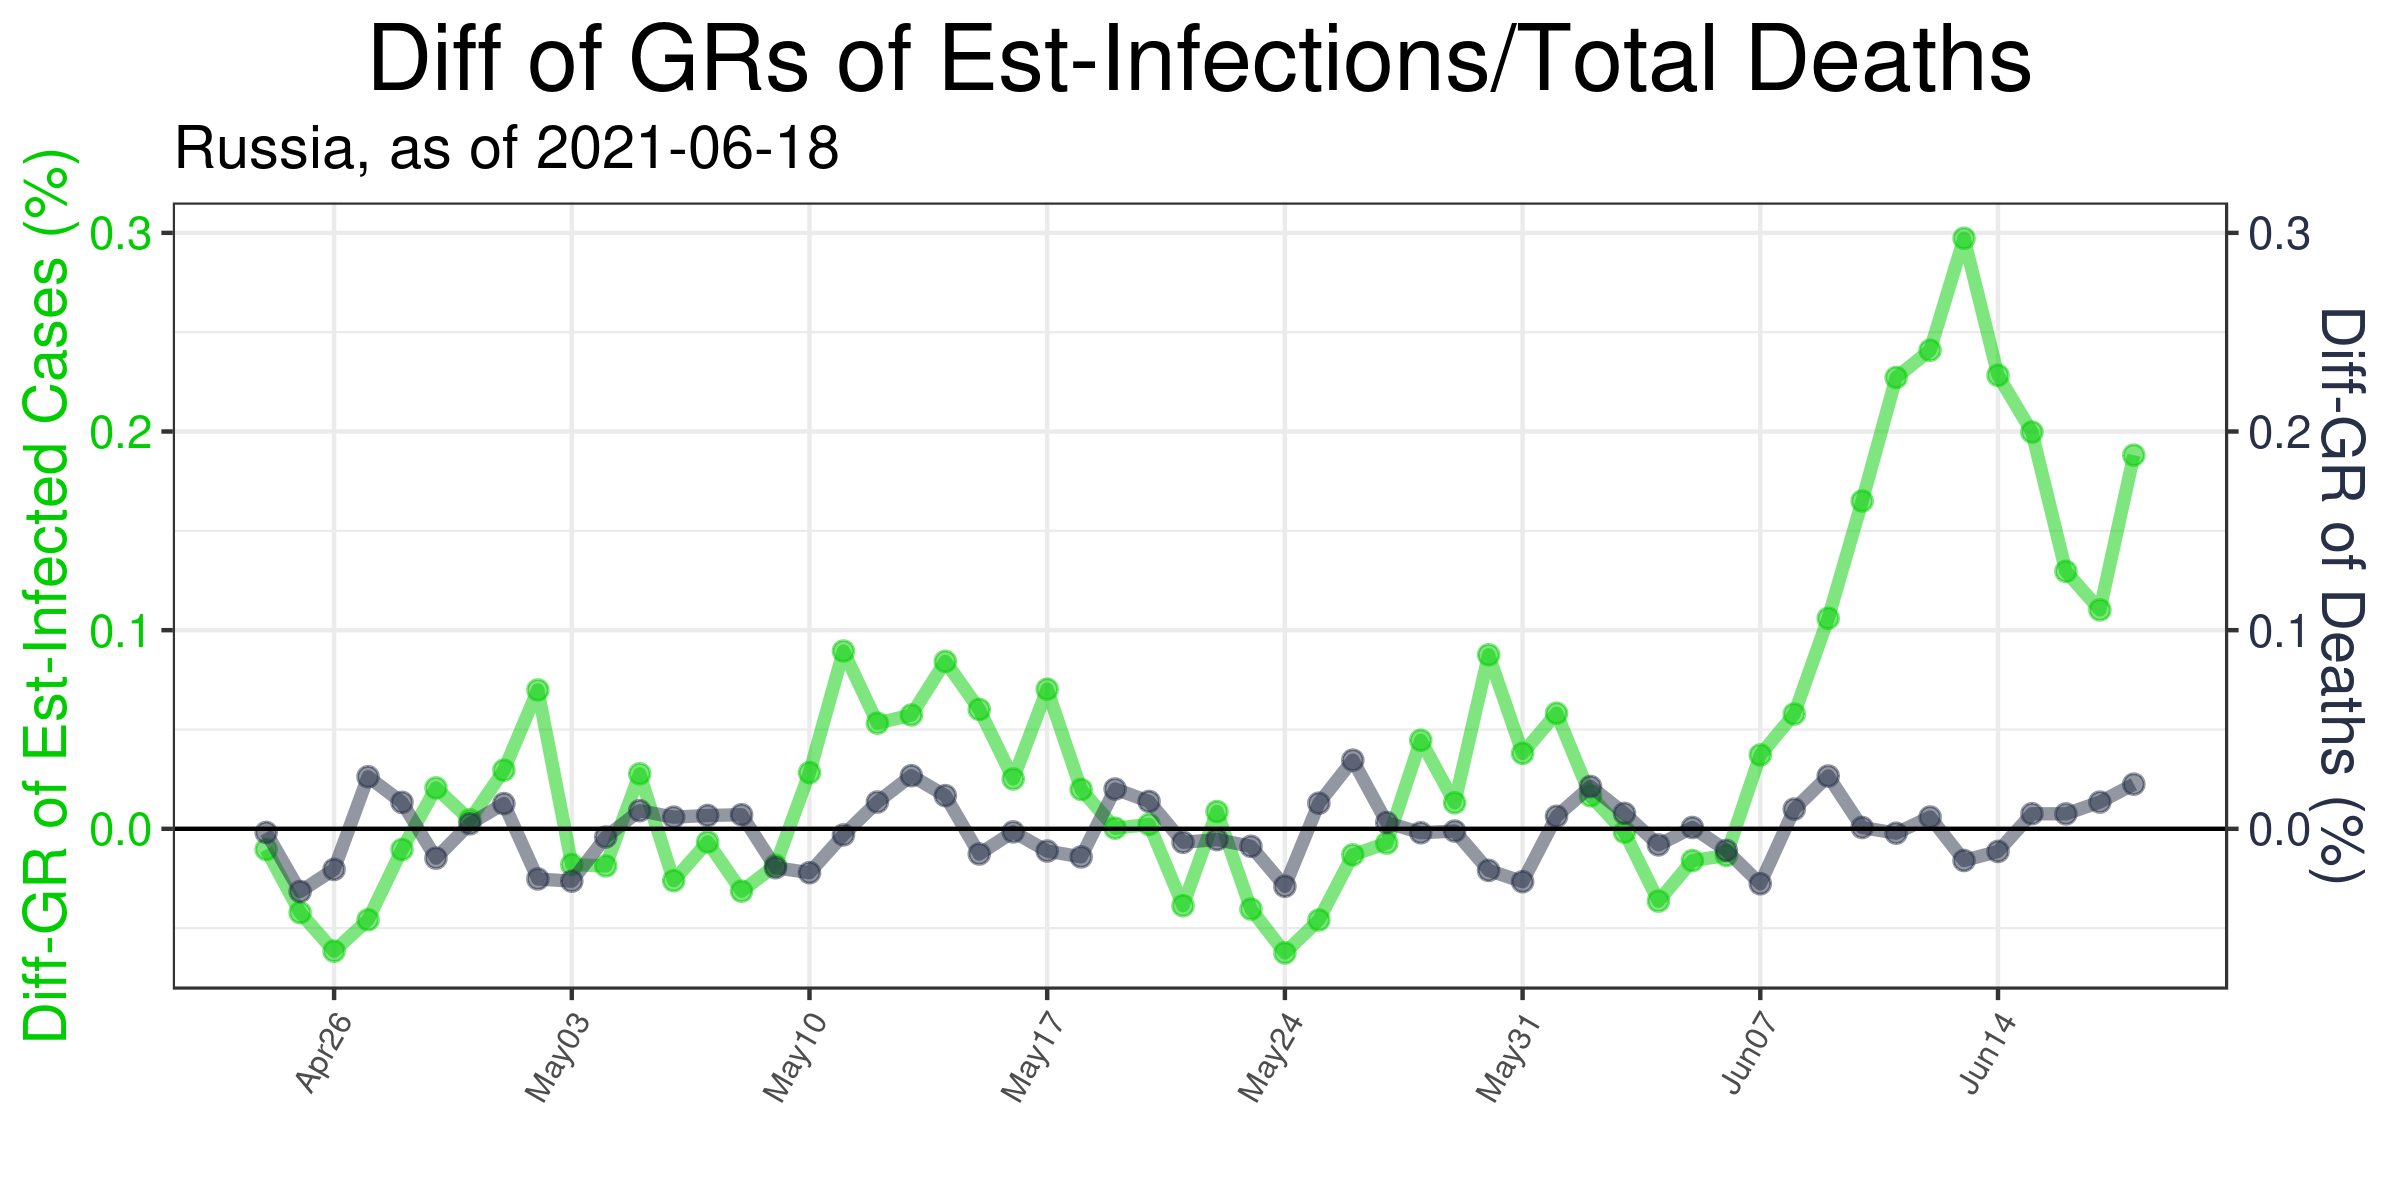 Diff of GRs of Est-Infections/Total Deaths
Russia, as of 2021-06-18
Diff-GR of Est-Infected Cases (%)
0.3
0.2
0.1
0.0
0.3
0.2
0.1
0.0
Diff-GR of Deaths (%)
Apr26
May03
May10
May17
May24
May31
Jun07
Jun14